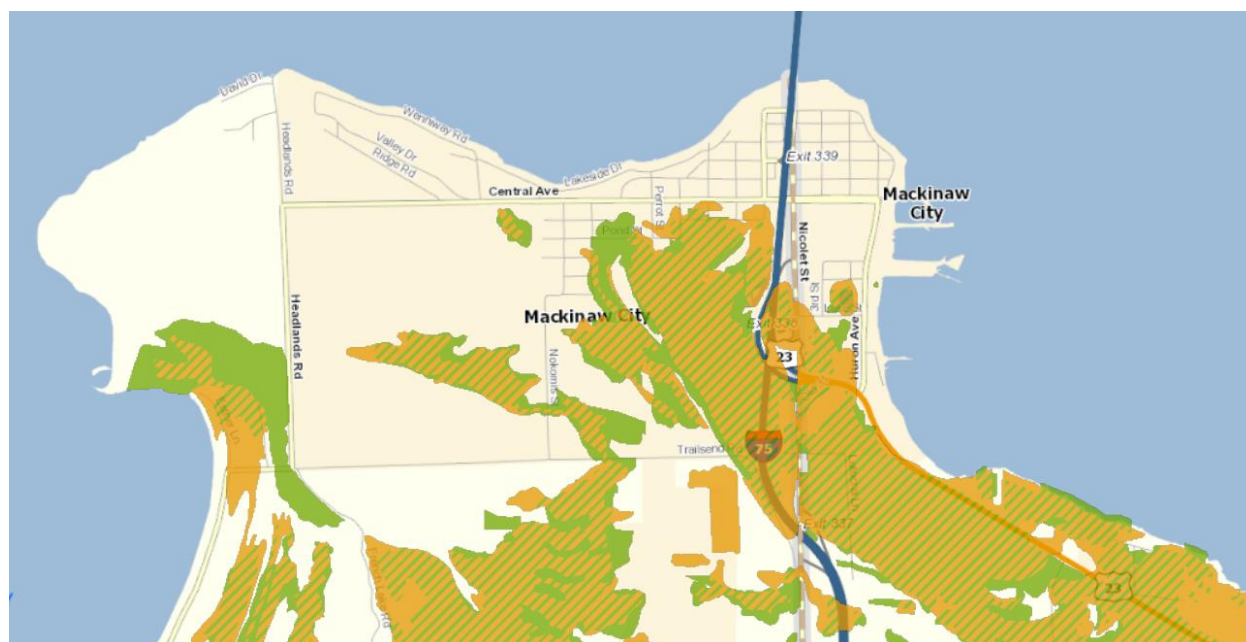 David Dr
Headlands Rd
Wenniway Rd
Valley Dr
Ridge Rd
Lakeside Dr
Central Ave
Perrot St
Pond St
Exit 339
Mackinaw
City
Nicolet St
3rd St
Huron Ave
Exit 338
23
Mackinaw City
Headlands Rd
Nokomis S
Trailsend
75
Exit 337
23